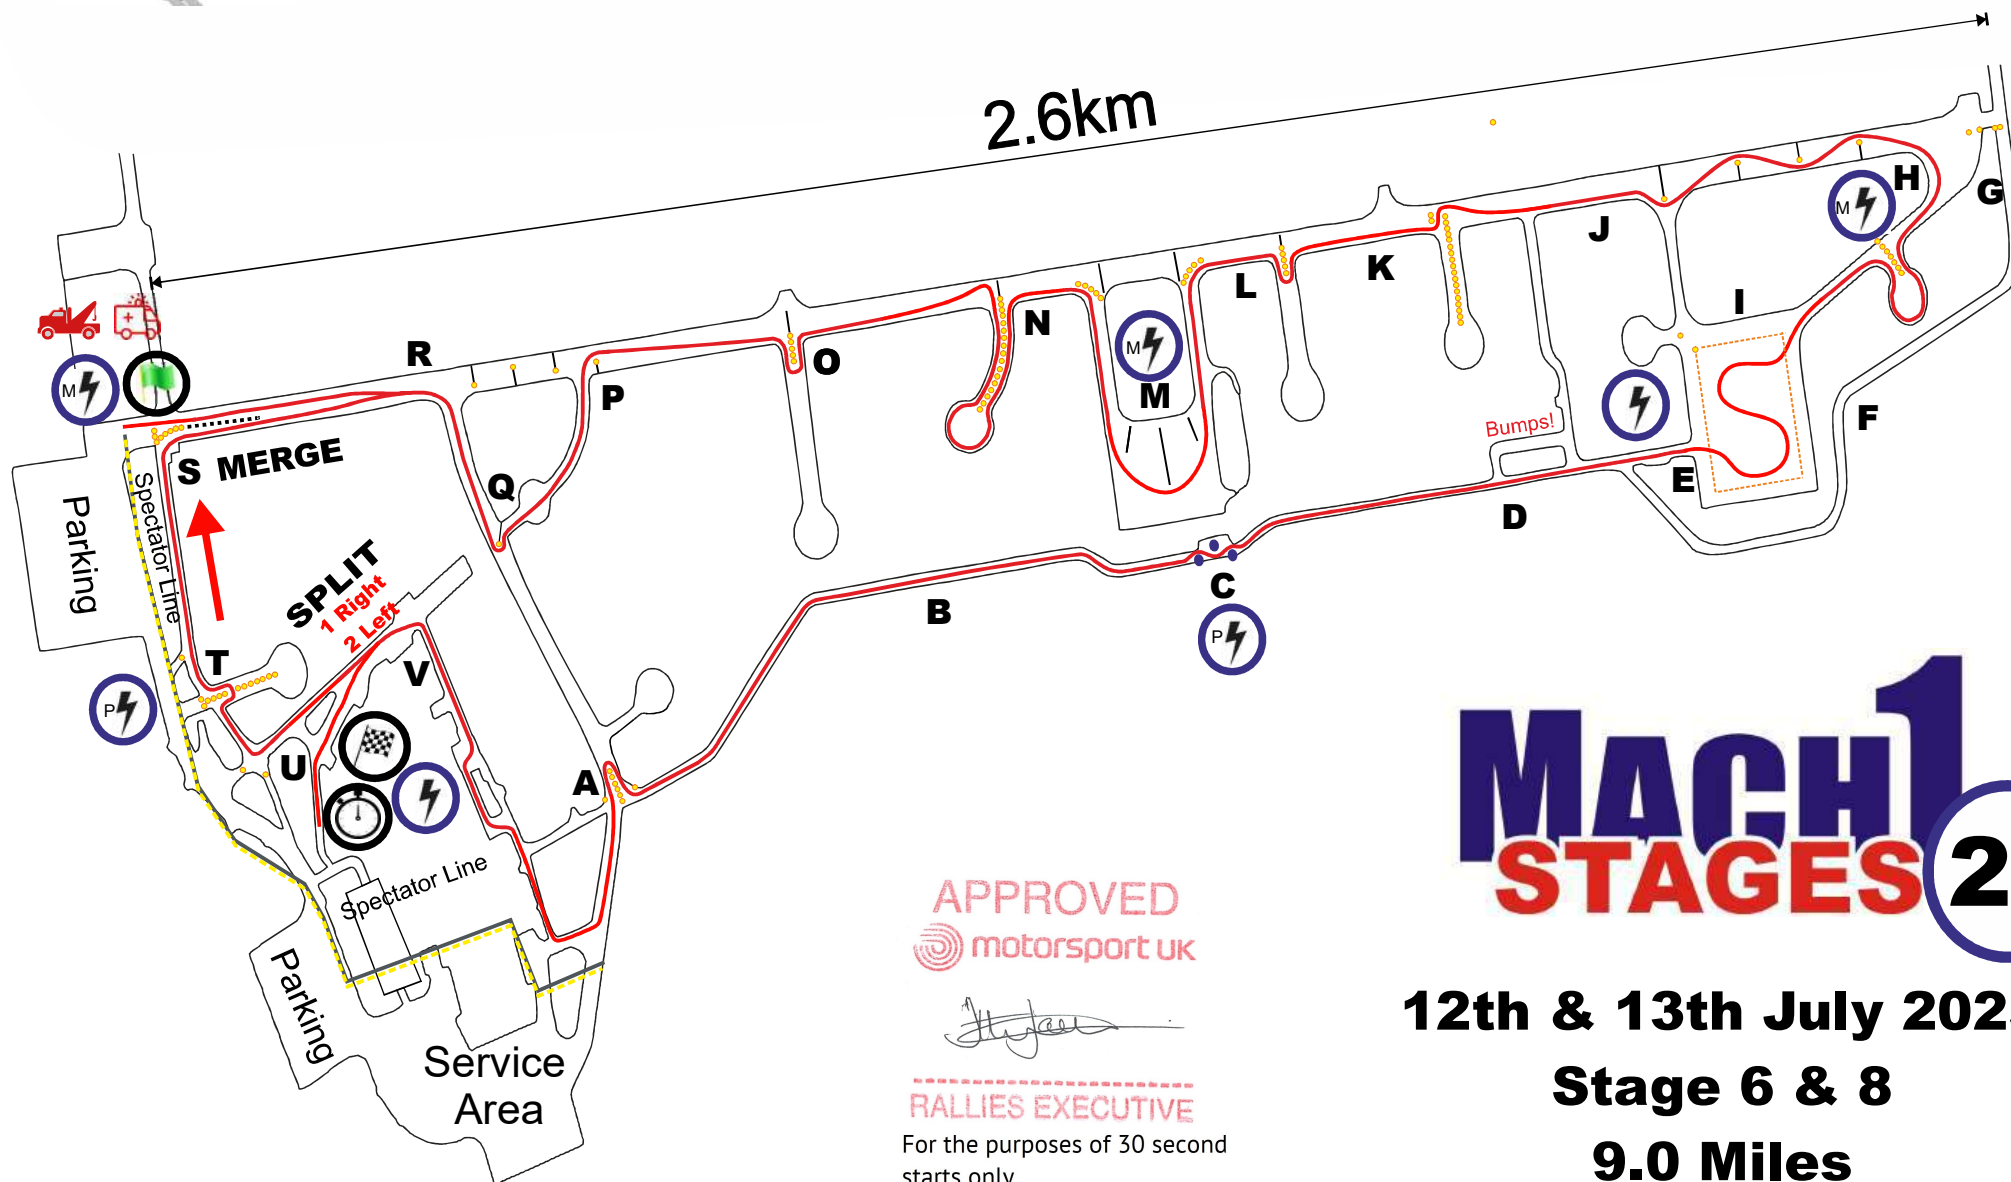 2.6km
H
G
M
J
K
I
L
N
M
M
R
O
P
M
F
Bumps!
S MERGE
Q
E
D
Parking
Spectator Line
SPLIT
1 Right
2 Left
C
B
P
T
V
P
U
A
Spectator Line
MACH 1
STAGES
2
APPROVED
motorsport uk
Parking
Service
Area
RALLIES EXECUTIVE
For the purposes of 30 second
starts only
12th & 13th July 202
Stage 6 & 8
9.0 Miles